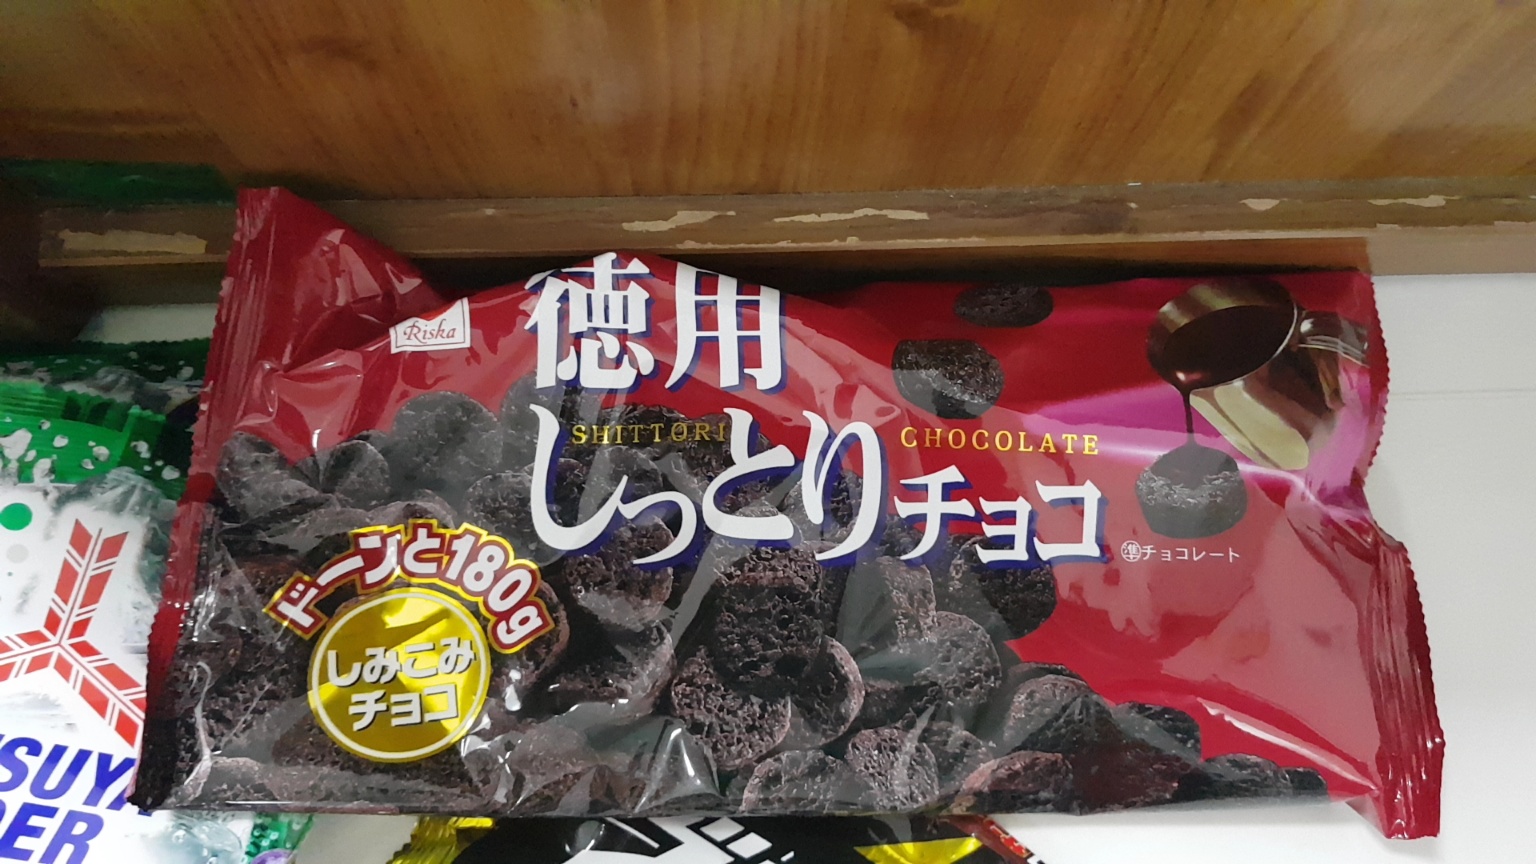 Riska
徳用
SHITTORI CHOCOLATE
しっとりチョコ
準チョコレート
ドーンと180g
しみこみ
チョコ